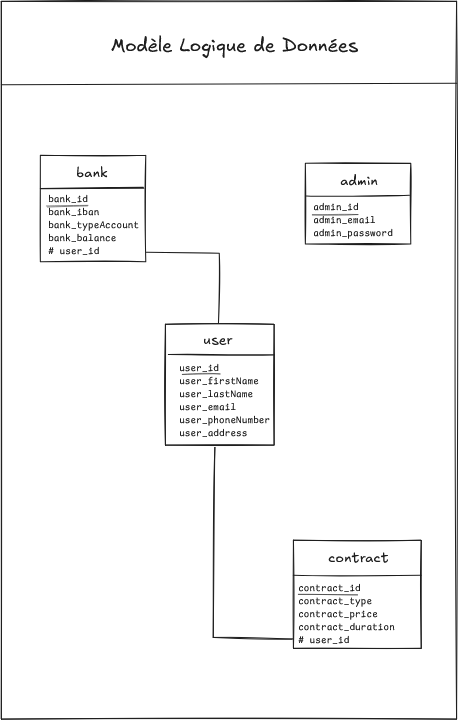 Modèle Logique de Données
bank
bank_id
bank_iban
bank_typeAccount
bank_balance
# user_id
admin
admin_id
admin_email
admin_password
user
user_id
user_firstName
user_lastName
user_email
user_phoneNumber
user_address
contract
contract_id
contract_type
contract_price
contract_duration
# user_id